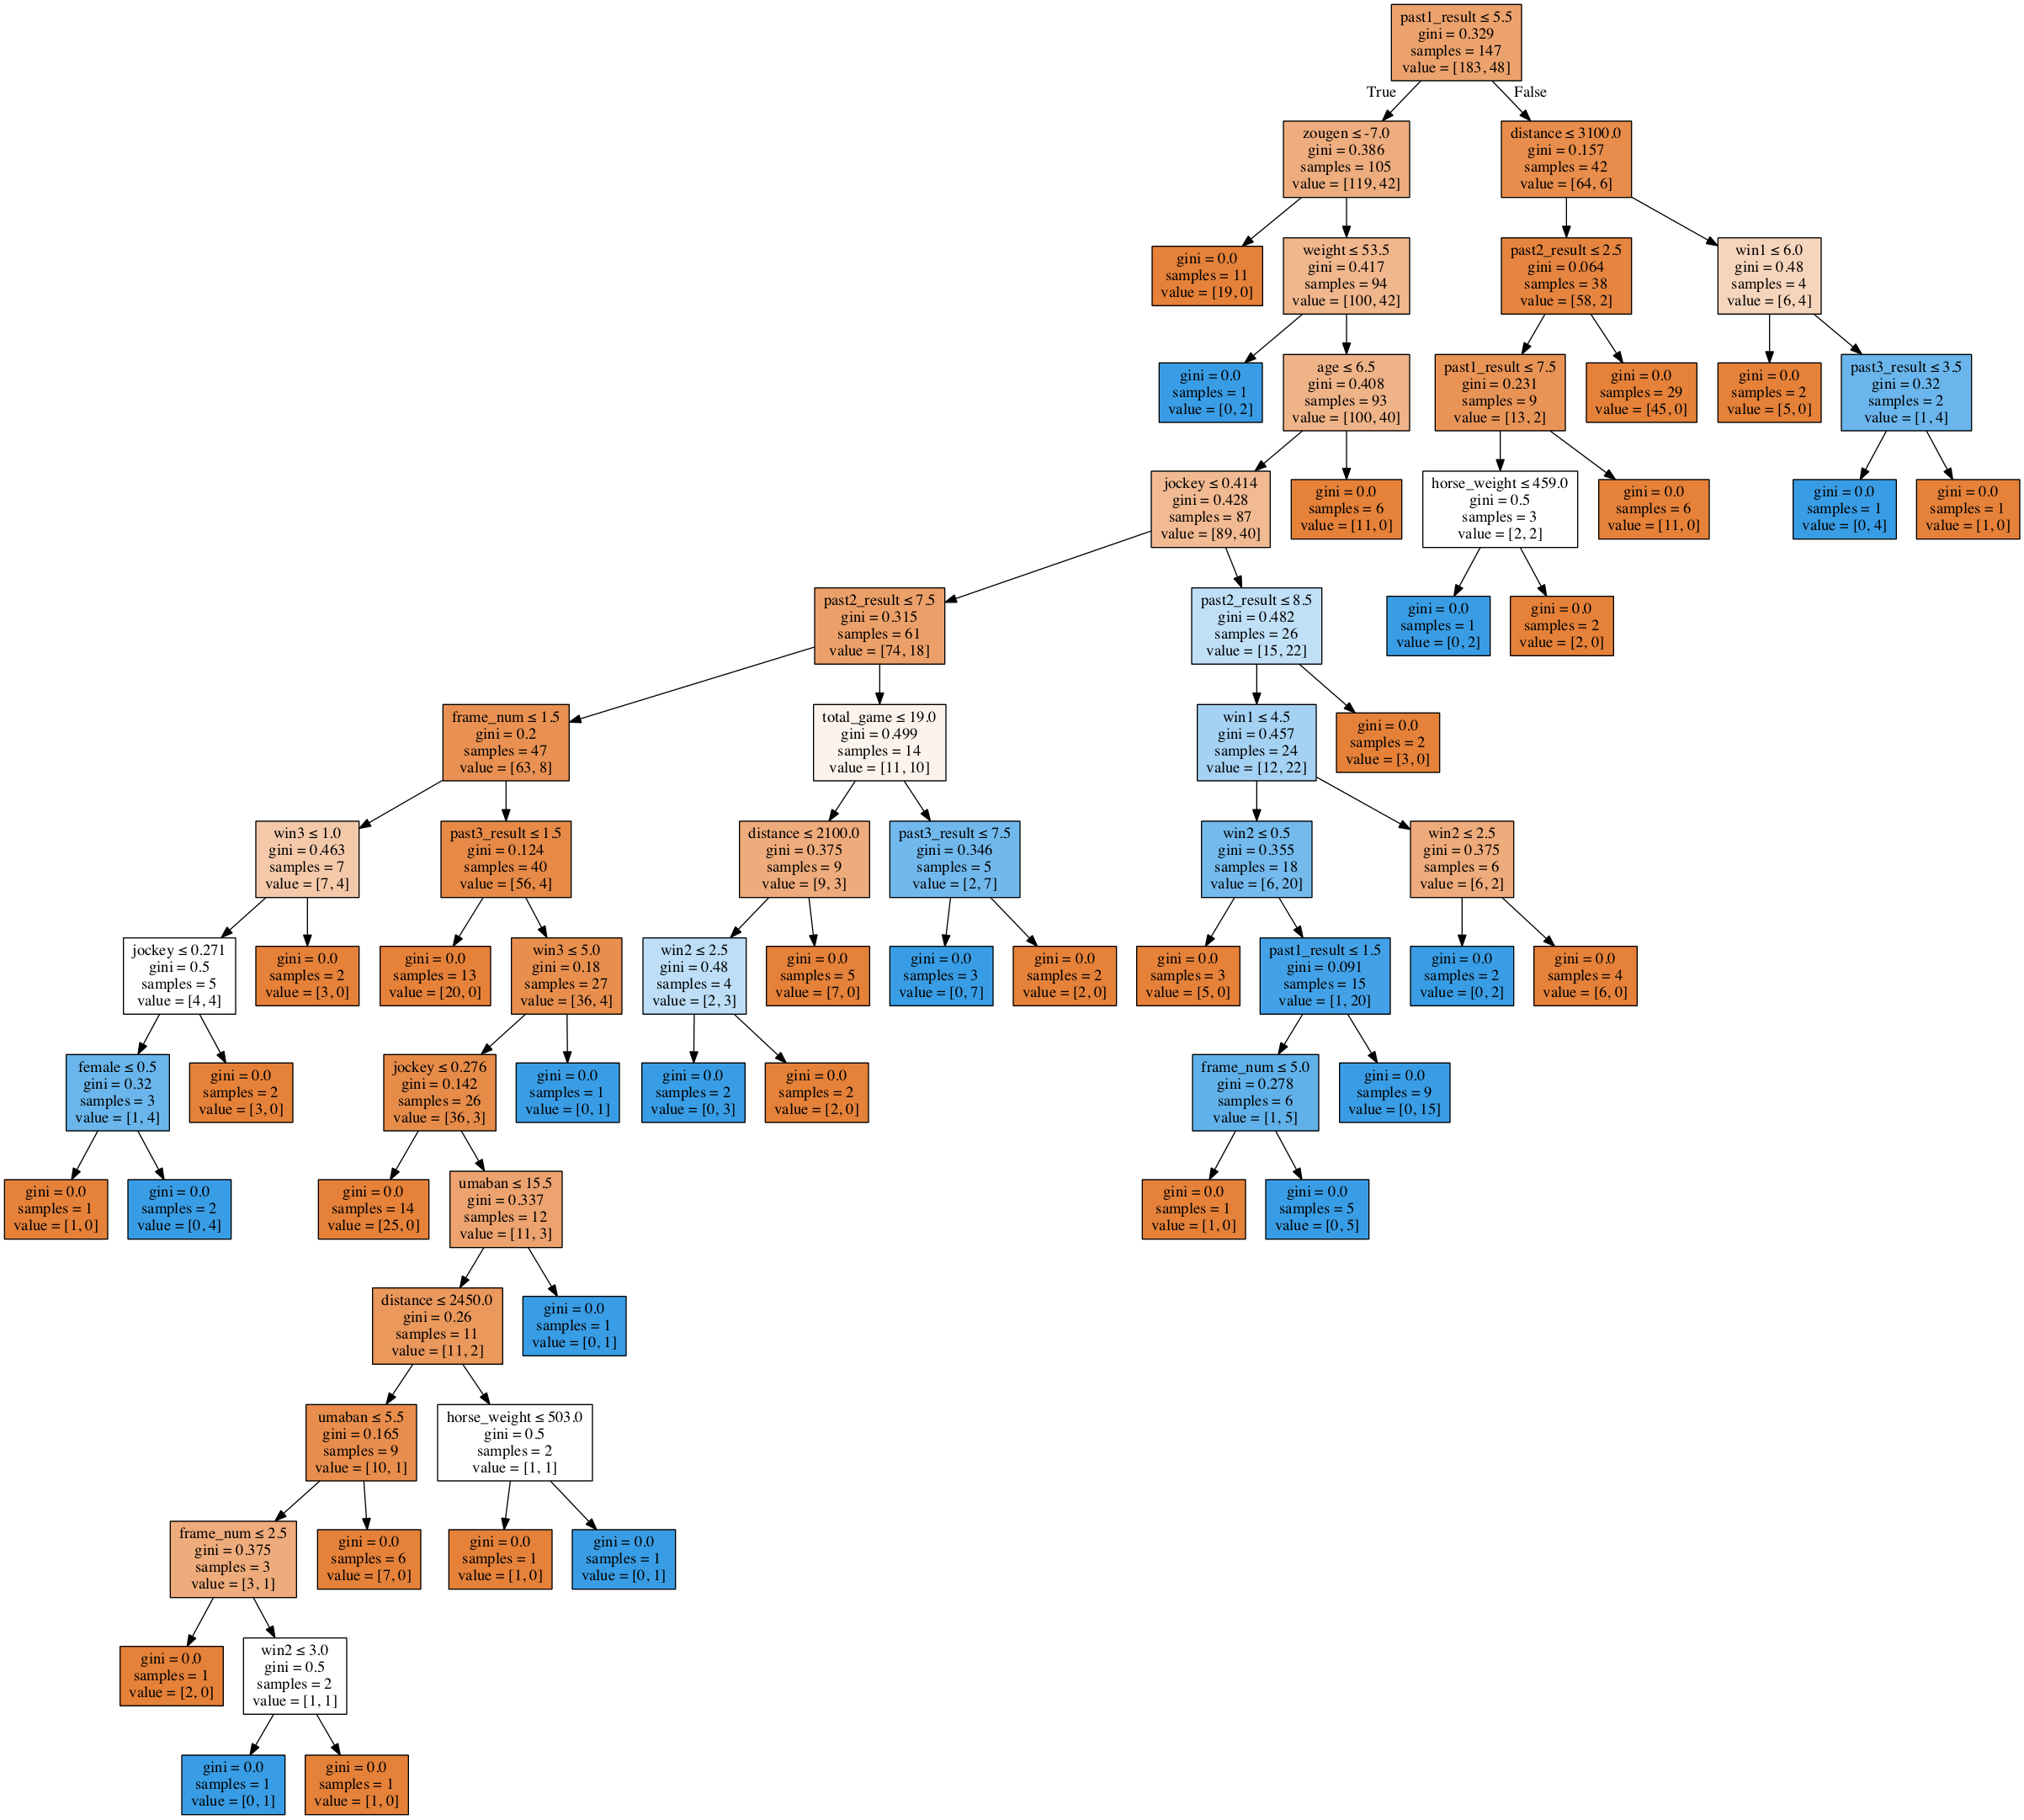 past1_result ≤ 5.5
gini = 0.329
samples = 147
value = [183, 48]
True
False
zougen ≤ -7.0
gini = 0.386
samples = 105
value = [119, 42]
distance ≤ 3100.0
gini = 0.157
samples = 42
value = [64, 6]
gini = 0.0
samples = 11
value = [19, 0]
weight ≤ 53.5
gini = 0.417
samples = 94
value = [100, 42]
past2_result ≤ 2.5
gini = 0.064
samples = 38
value = [58, 2]
win1 ≤ 6.0
gini = 0.48
samples = 4
value = [6, 4]
gini = 0.0
samples = 1
value = [0, 2]
age ≤ 6.5
gini = 0.408
samples = 93
value = [100, 40]
past1_result ≤ 7.5
gini = 0.231
samples = 9
value = [13, 2]
gini = 0.0
samples = 29
value = [45, 0]
gini = 0.0
samples = 2
value = [5, 0]
past3_result ≤ 3.5
gini = 0.32
samples = 2
value = [1, 4]
jockey ≤ 0.414
gini = 0.428
samples = 87
value = [89, 40]
gini = 0.0
samples = 6
value = [11, 0]
horse_weight ≤ 459.0
gini = 0.5
samples = 3
value = [2, 2]
gini = 0.0
samples = 6
value = [11, 0]
gini = 0.0
samples = 1
value = [0, 4]
gini = 0.0
samples = 1
value = [1, 0]
past2_result ≤ 7.5
gini = 0.315
samples = 61
value = [74, 18]
past2_result ≤ 8.5
gini = 0.482
samples = 26
value = [15, 22]
gini = 0.0
samples = 1
value = [0, 2]
gini = 0.0
samples = 2
value = [2, 0]
frame_num ≤ 1.5
gini = 0.2
samples = 47
value = [63, 8]
total_game ≤ 19.0
gini = 0.499
samples = 14
value = [11, 10]
win1 ≤ 4.5
gini = 0.457
samples = 24
value = [12, 22]
gini = 0.0
samples = 2
value = [3, 0]
win3 ≤ 1.0
gini = 0.463
samples = 7
value = [7, 4]
past3_result ≤ 1.5
gini = 0.124
samples = 40
value = [56, 4]
distance ≤ 2100.0
gini = 0.375
samples = 9
value = [9, 3]
past3_result ≤ 7.5
gini = 0.346
samples = 5
value = [2, 7]
win2 ≤ 0.5
gini = 0.355
samples = 18
value = [6, 20]
win2 ≤ 2.5
gini = 0.375
samples = 6
value = [6, 2]
jockey ≤ 0.271
gini = 0.5
samples = 5
value = [4, 4]
gini = 0.0
samples = 2
value = [3, 0]
gini = 0.0
samples = 13
value = [20, 0]
win3 ≤ 5.0
gini = 0.18
samples = 27
value = [36, 4]
win2 ≤ 2.5
gini = 0.48
samples = 4
value = [2, 3]
gini = 0.0
samples = 5
value = [7, 0]
gini = 0.0
samples = 3
value = [0, 7]
gini = 0.0
samples = 2
value = [2, 0]
gini = 0.0
samples = 3
value = [5, 0]
past1_result ≤ 1.5
gini = 0.091
samples = 15
value = [1, 20]
gini = 0.0
samples = 2
value = [0, 2]
gini = 0.0
samples = 4
value = [6, 0]
female ≤ 0.5
gini = 0.32
samples = 3
value = [1, 4]
gini = 0.0
samples = 2
value = [3, 0]
jockey ≤ 0.276
gini = 0.142
samples = 26
value = [36, 3]
gini = 0.0
samples = 1
value = [0, 1]
gini = 0.0
samples = 2
value = [0, 3]
gini = 0.0
samples = 2
value = [2, 0]
frame_num ≤ 5.0
gini = 0.278
samples = 6
value = [1, 5]
gini = 0.0
samples = 9
value = [0, 15]
gini = 0.0
samples = 1
value = [1, 0]
gini = 0.0
samples = 2
value = [0, 4]
gini = 0.0
samples = 14
value = [25, 0]
umaban ≤ 15.5
gini = 0.337
samples = 12
value = [11, 3]
gini = 0.0
samples = 1
value = [1, 0]
gini = 0.0
samples = 5
value = [0, 5]
distance ≤ 2450.0
gini = 0.26
samples = 11
value = [11, 2]
gini = 0.0
samples = 1
value = [0, 1]
umaban ≤ 5.5
gini = 0.165
samples = 9
value = [10, 1]
horse_weight ≤ 503.0
gini = 0.5
samples = 2
value = [1, 1]
frame_num ≤ 2.5
gini = 0.375
samples = 3
value = [3, 1]
gini = 0.0
samples = 6
value = [7, 0]
gini = 0.0
samples = 1
value = [1, 0]
gini = 0.0
samples = 1
value = [0, 1]
gini = 0.0
samples = 1
value = [2, 0]
win2 ≤ 3.0
gini = 0.5
samples = 2
value = [1, 1]
gini = 0.0
samples = 1
value = [0, 1]
gini = 0.0
samples = 1
value = [1, 0]